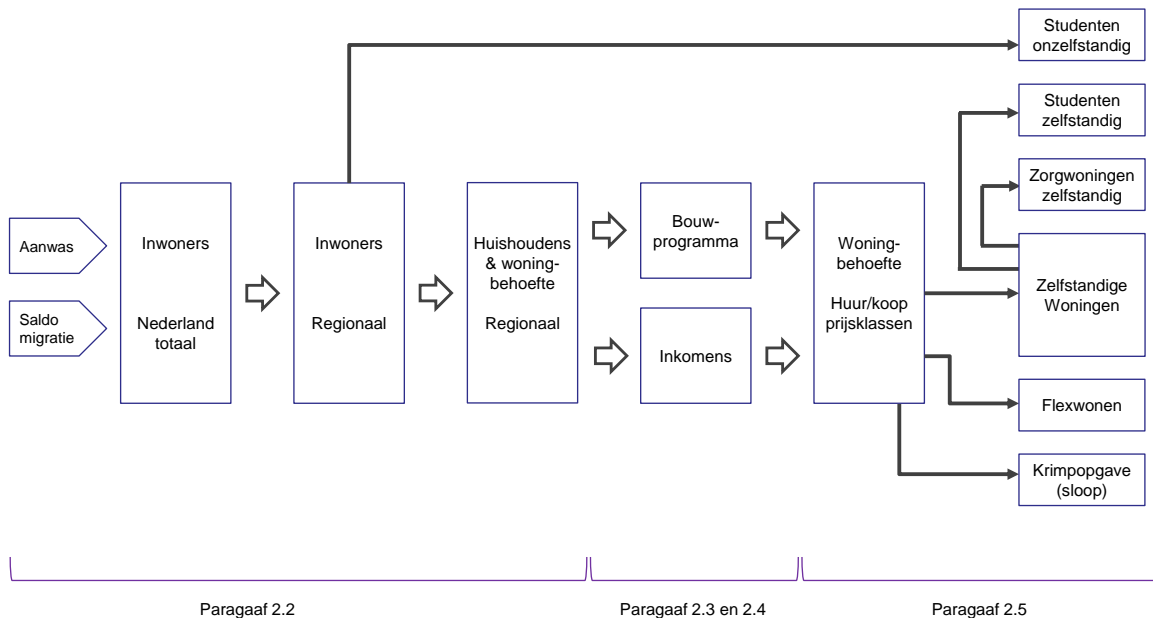 Studenten
onzelfstandig
Studenten
zelfstandig
Zorgwoningen
zelfstandig
Aanwas
Saldo
migratie
Inwoners
Nederland
totaal
Inwoners
Regionaal
Huishoudens
& woning-
behoefte
Regionaal
Bouw-
programma
Inkomens
Woning-
behoefte
Huur/koop
prijsklassen
Zelfstandige
Woningen
Flexwonen
Krimpopgave
(sloop)
Paragaaf 2.2
Paragaaf 2.3 en 2.4
Paragaaf 2.5